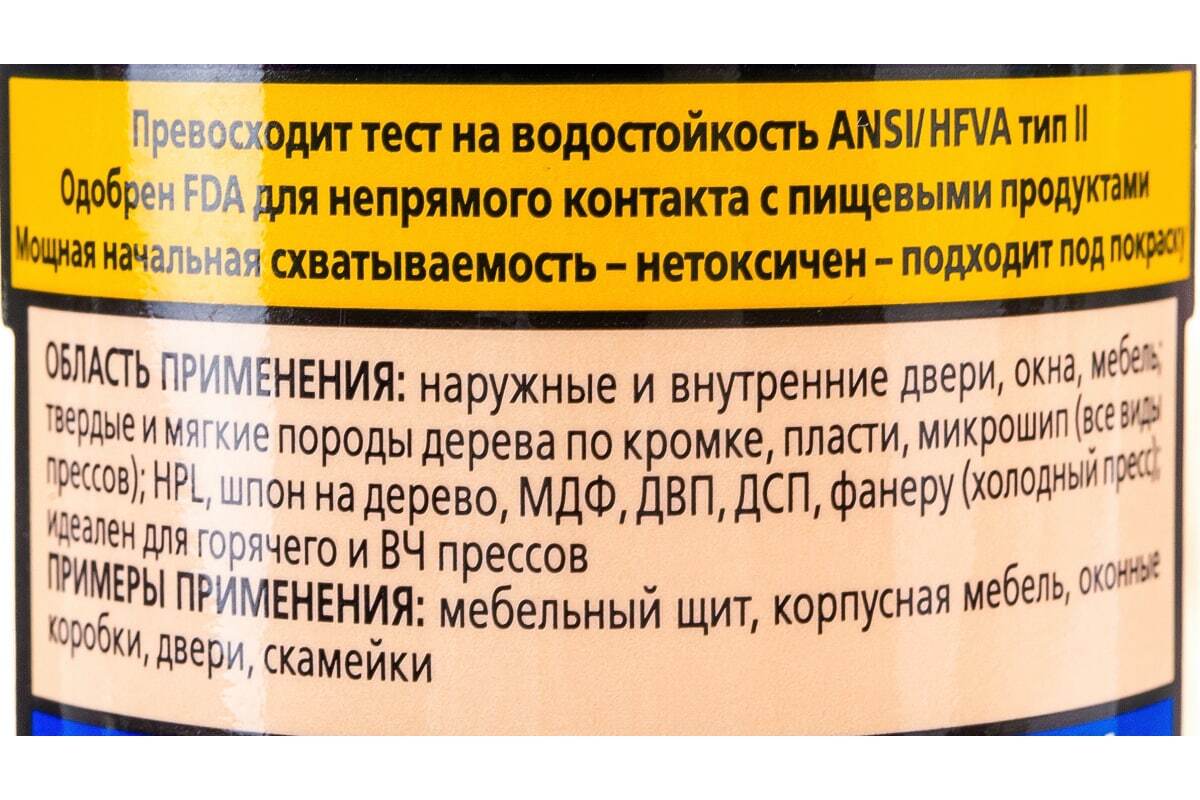 Превосходит тест на водостойкость ANSI/HFVA тип II
Одобрен FDA для непрямого контакта с пищевыми продуктами
Мощная начальная схватываемость – нетоксичен – подходит под покраску
ОБЛАСТЬ ПРИМЕНЕНИЯ: наружные и внутренние двери, окна, мебель;
твердые и мягкие породы дерева по кромке, пласти, микрошип (все виды
прессов); HPL, шпон на дерево, МДФ, ДВП, ДСП, фанеру (холодный пресс);
идеален для горячего и ВЧ прессов
ПРИМЕРЫ ПРИМЕНЕНИЯ: мебельный щит, корпусная мебель, оконные
коробки, двери, скамейки